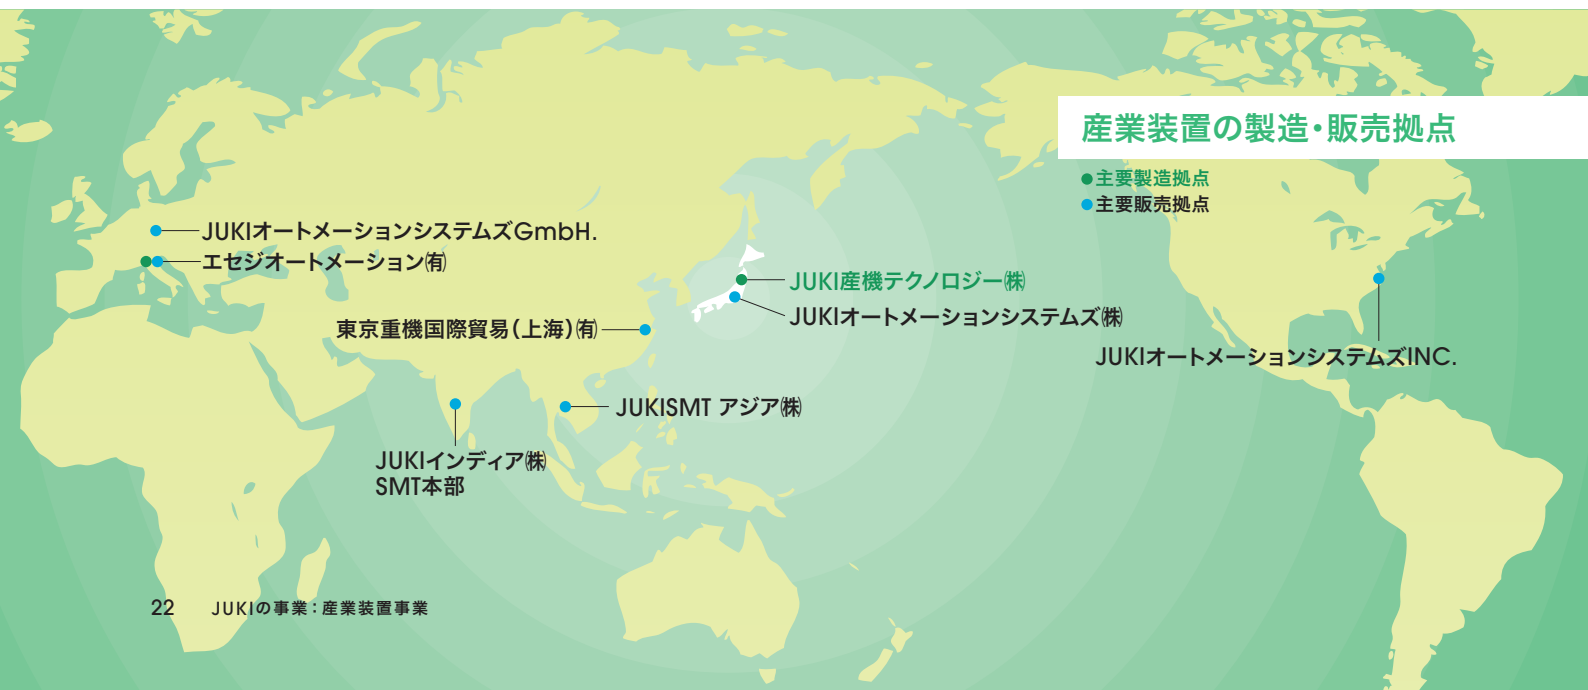 産業装置の製造・販売拠点
●主要製造拠点
●主要販売拠点
JUKIオートメーションシステムズGmbH.
エセジオートメーション㈲
東京重機国際貿易（上海）㈲
JUKI産機テクノロジー㈱
JUKIオートメーションシステムズ㈱
JUKIオートメーションシステムズINC.
JUKISMT アジア㈱
JUKIインディア㈱
SMT本部
22 JUKIの事業：産業装置事業